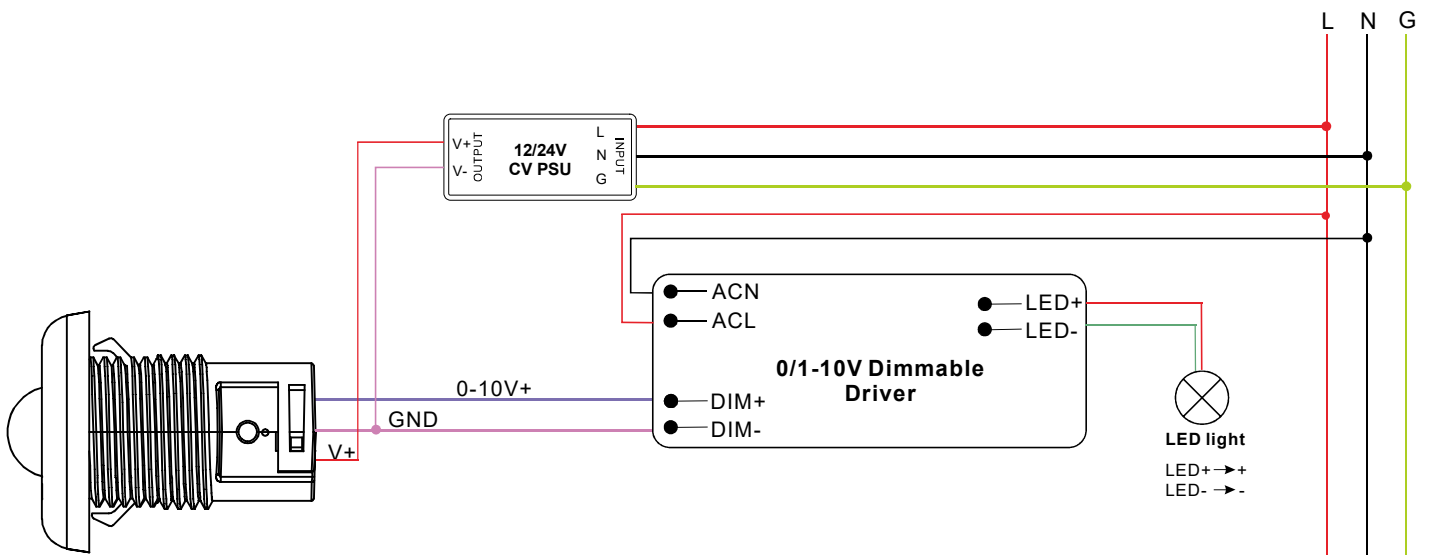 L N G
V+
V-
OUTPUT
12/24V
CV PSU
L
N
G
INPUT
ACN
ACL
LED+
LED-
0/1-10V Dimmable
Driver
0-10V+
DIM+
GND
DIM-
V+
LED light
LED+→+
LED-→-